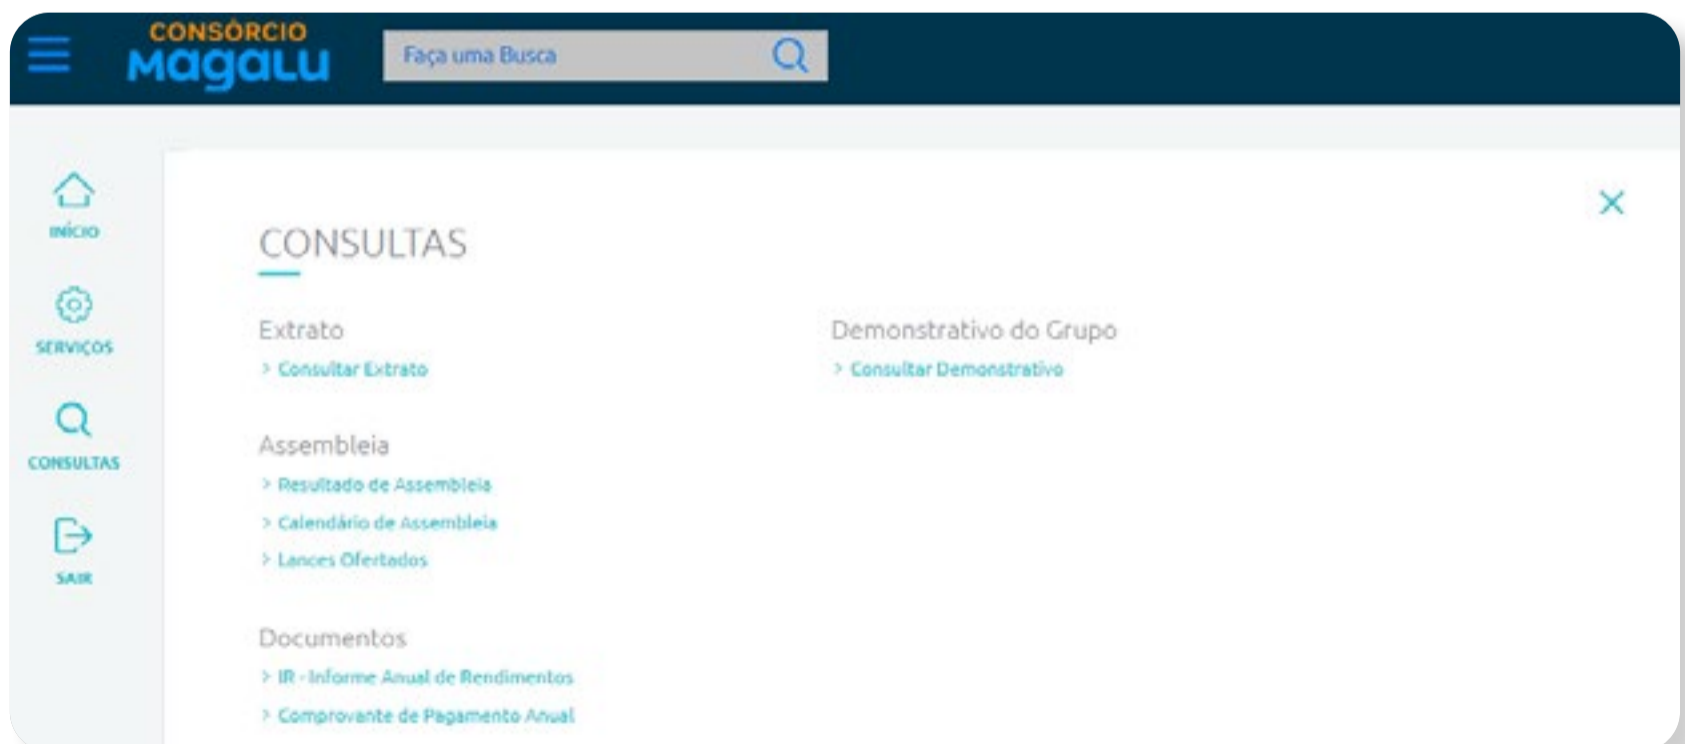 CONSÓRCIO
Magalu
Faça uma Busca
INÍCIO
SERVIÇOS
CONSULTAS
SAIR
CONSULTAS
Extrato
> Consultar Extrato
Assembleia
> Resultado de Assembleia
> Calendário de Assembleia
> Lances Ofertados
Documentos
> IR - Informe Anual de Rendimentos
> Comprovante de Pagamento Anual
Demonstrativo do Grupo
> Consultar Demonstrativo